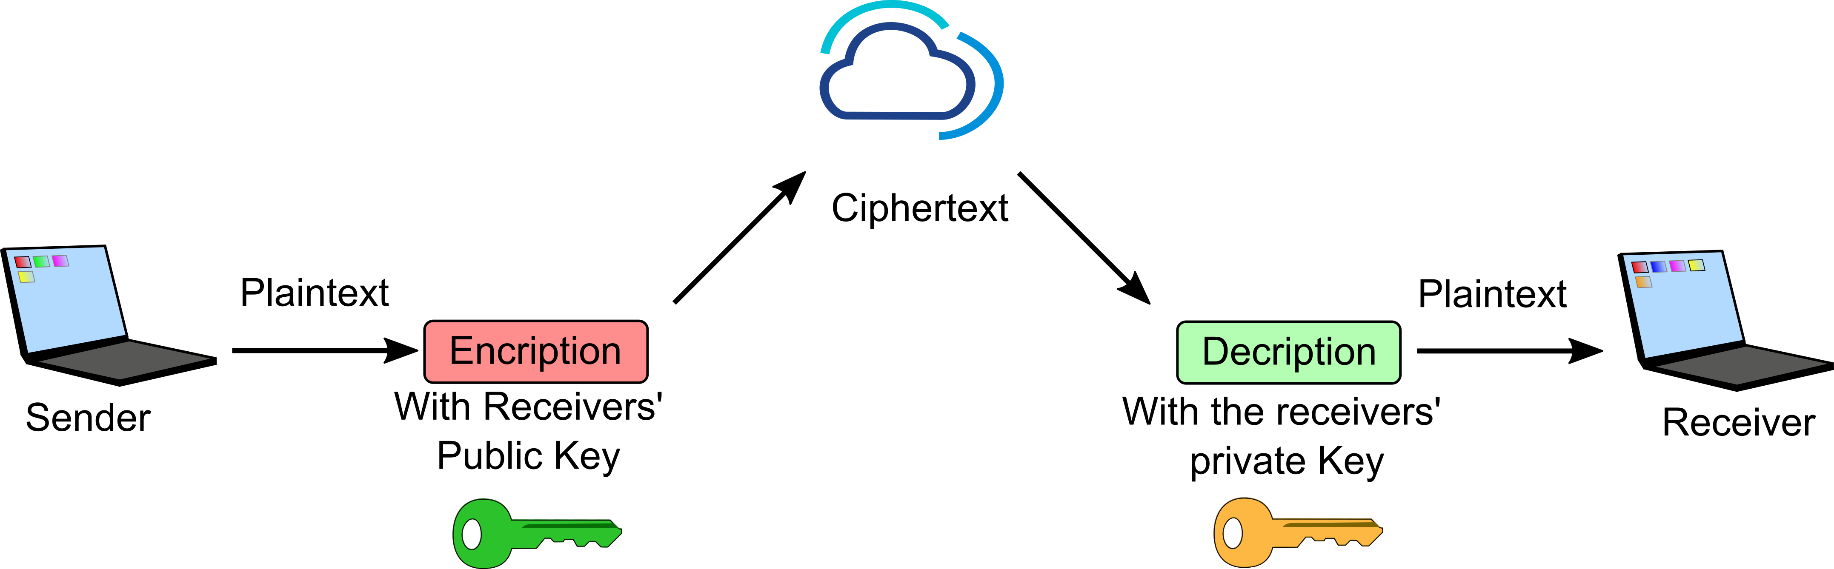 Ciphertext
Plaintext
Encription
With Receivers'
Public Key
Sender
Plaintext
Decription
With the receivers'
private Key
Receiver